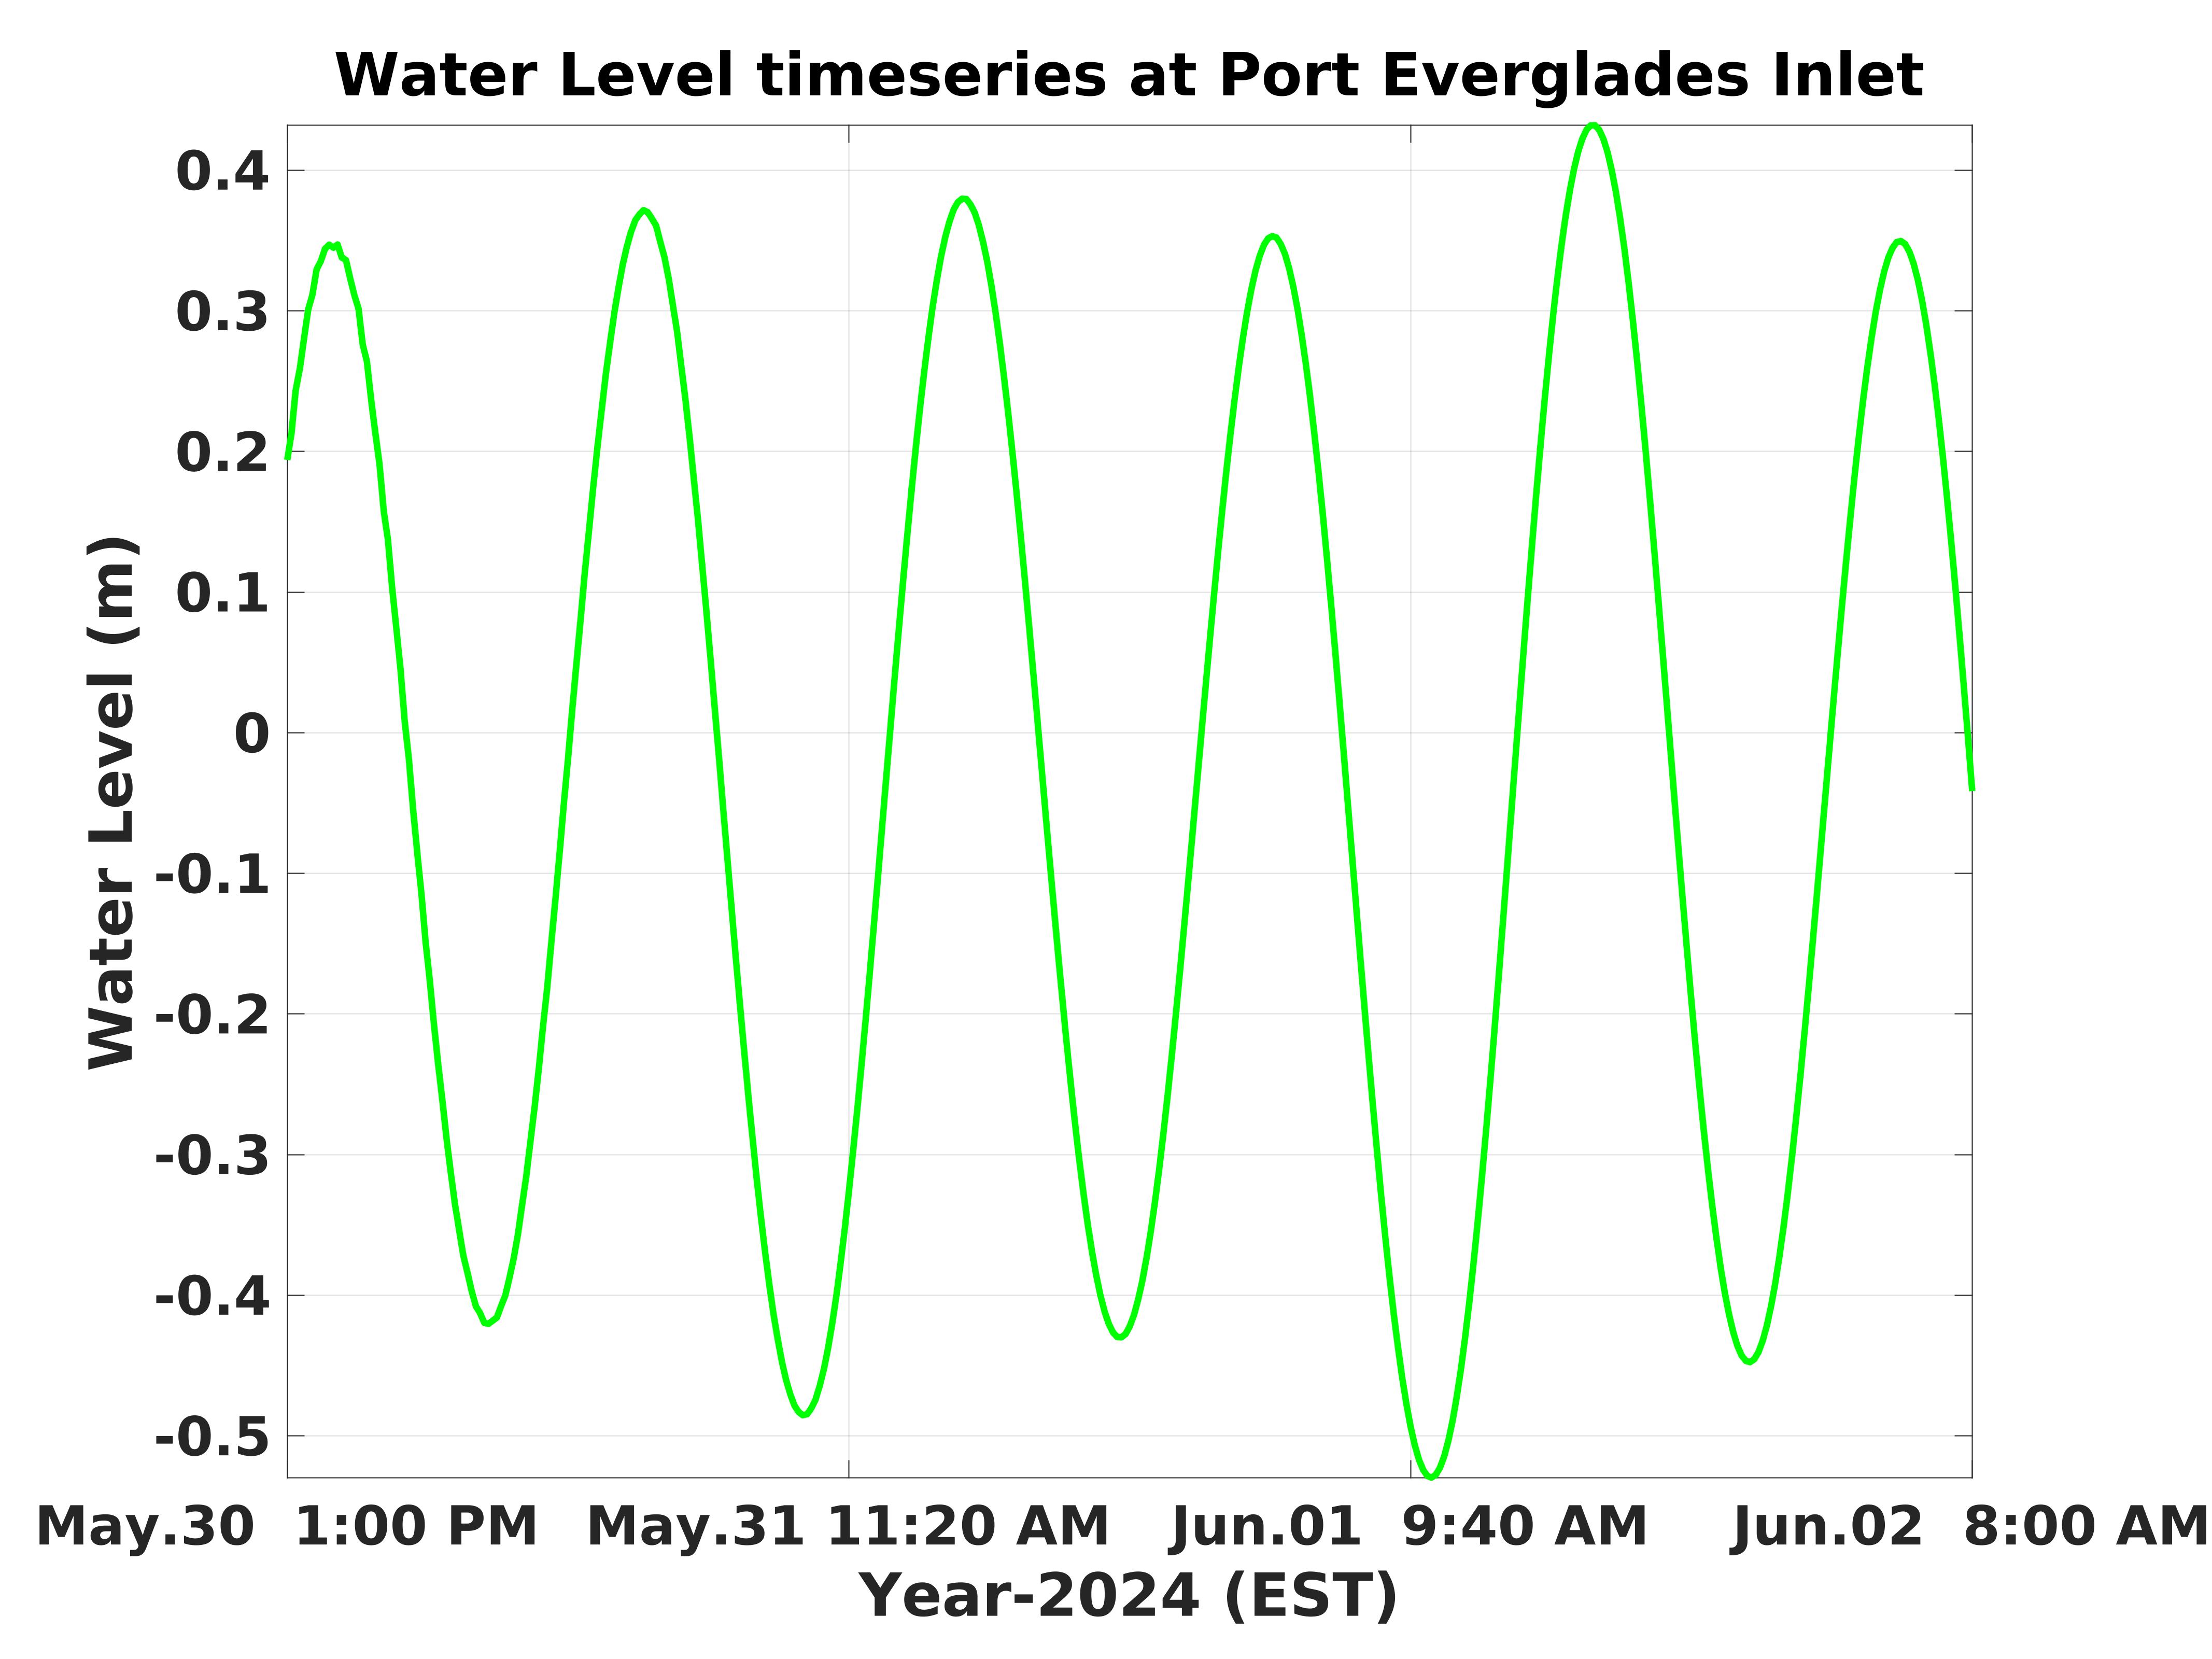 Water Level timeseries at Port Everglades Inlet
0.4
0.3
0.2
0.1
0
-0.1
-0.2
-0.3
-0.4
-0.5
Water Level (m)
May.30 1:00 PM May.31 11:20 AM Jun.01 9:40 AM Jun.02 8:00 AM
Year-2024 (EST)